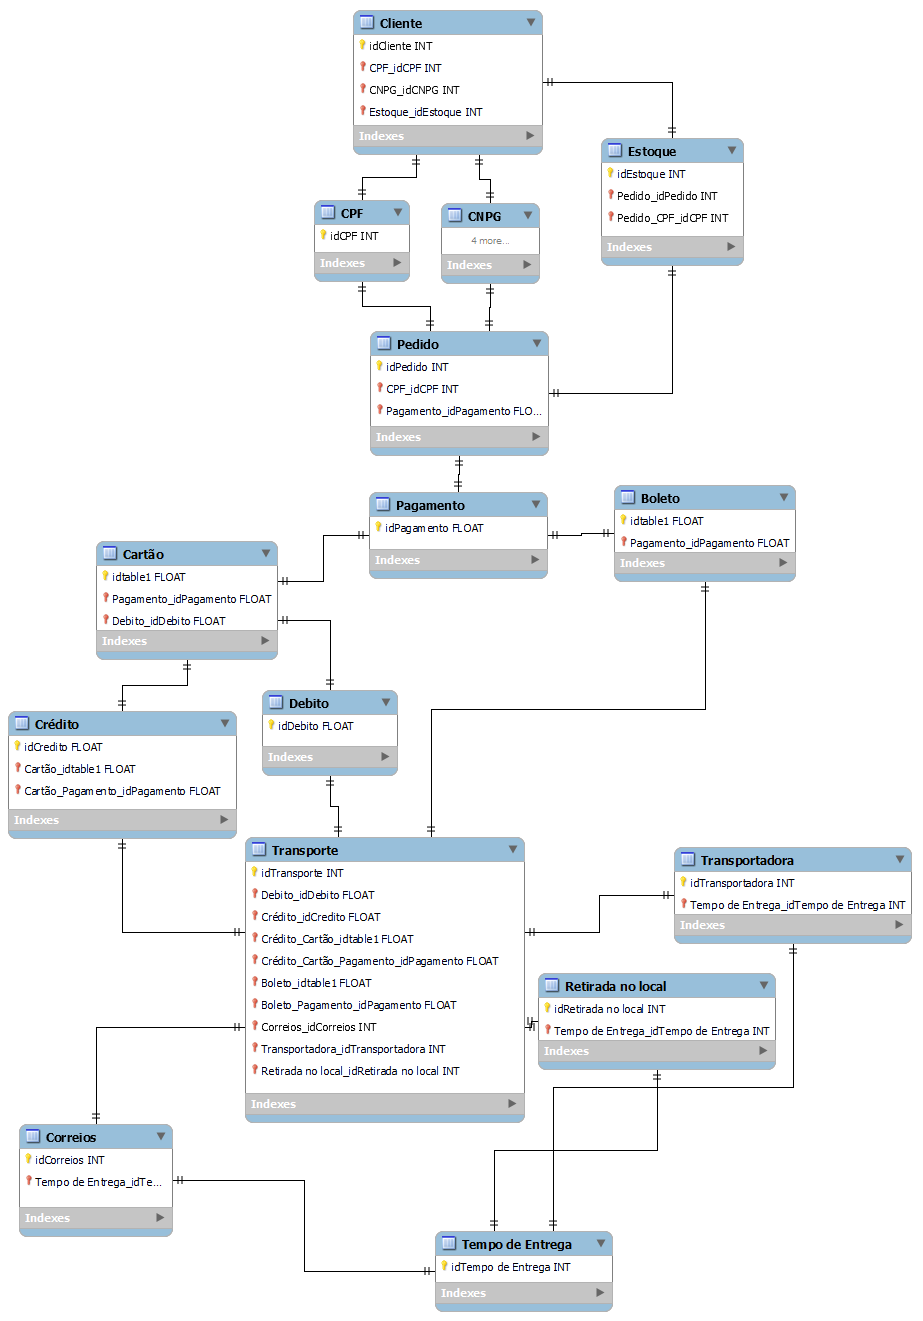 Cliente
idCliente INT
CPF_idCPF INT
CNPG_idCNPG INT
Estoque_idEstoque INT
Indexes
Estoque
idEstoque INT
Pedido_idPedido INT
Pedido_CPF_idCPF INT
Indexes
CPF
idCPF INT
Indexes
CNPG
4 more...
Indexes
Pedido
idPedido INT
CPF_idCPF INT
Pagamento_idPagamento FLO...
Indexes
Pagamento
idPagamento FLOAT
Indexes
Boleto
idtable1 FLOAT
Pagamento_idPagamento FLOAT
Indexes
Cartão
idtable1 FLOAT
Pagamento_idPagamento FLOAT
Debito_idDebito FLOAT
Indexes
Debito
idDebito FLOAT
Indexes
Crédito
idCredito FLOAT
Cartão_idtable1 FLOAT
Cartão_Pagamento_idPagamento FLOAT
Indexes
Transporte
idTransporte INT
Debito_idDebito FLOAT
Crédito_idCredito FLOAT
Crédito_Cartão_idtable1 FLOAT
Crédito_Cartão_Pagamento_idPagamento FLOAT
Boleto_idtable1 FLOAT
Boleto_Pagamento_idPagamento FLOAT
Correios_idCorreios INT
Transportadora_idTransportadora INT
Retirada no local_idRetirada no local INT
Indexes
Transportadora
idTransportadora INT
Tempo de Entrega_idTempo de Entrega INT
Indexes
Retirada no local
idRetirada no local INT
Tempo de Entrega_idTempo de Entrega INT
Indexes
Correios
idCorreios INT
Tempo de Entrega_idTe...
Indexes
Tempo de Entrega
idTempo de Entrega INT
Indexes